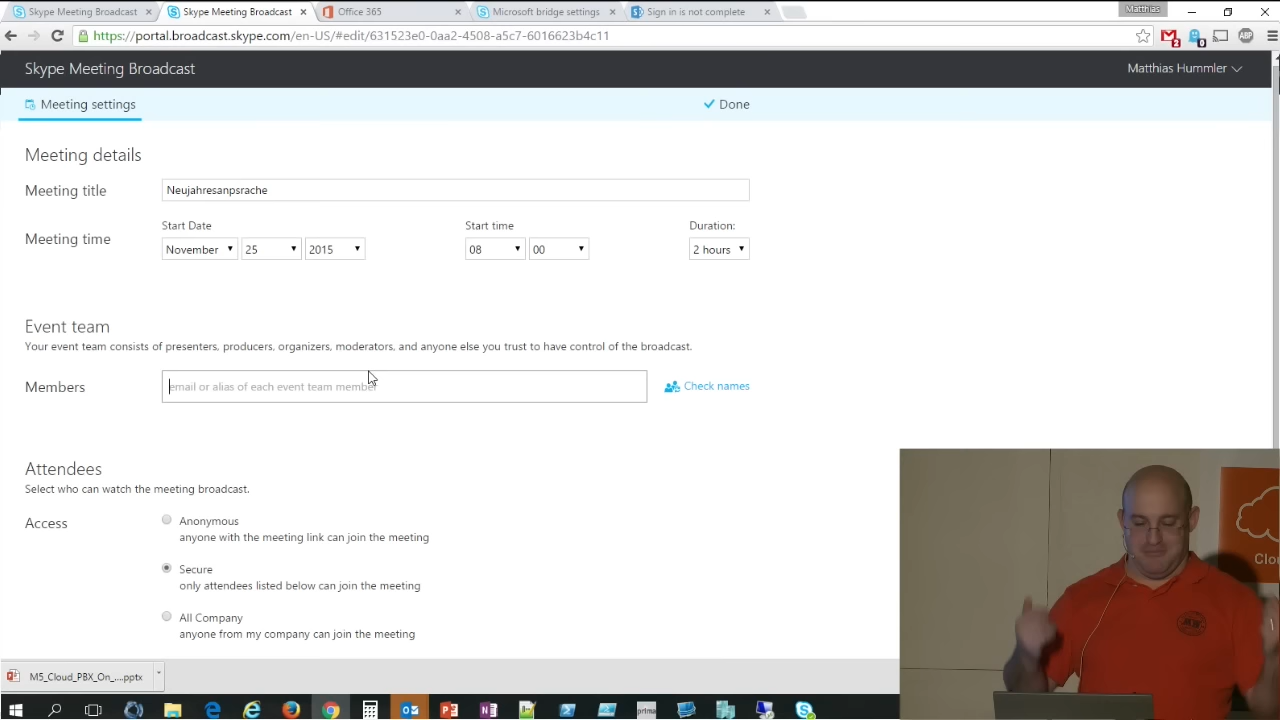 Skype Meeting Broadcast
Skype Meeting Broadcast
Office 365
Microsoft bridge settings
Sign in is not complete
Matthias
https://portal.broadcast.skype.com/en-US/#edit/631523e0-0aa2-4508-a5c7-6016623b4c11
2
0
ABP
Skype Meeting Broadcast
Matthias Hummler
Meeting settings
Done
Meeting details
Meeting title
Neujahresanpsrache
Meeting time
Start Date
Start time
Duration:
November
25
2015
08
00
2 hours
Event team
Your event team consists of presenters, producers, organizers, moderators, and anyone else you trust to have control of the broadcast.
Members
email or alias of each event team member
Check names
Attendees
Select who can watch the meeting broadcast.
Access
Anonymous
anyone with the meeting link can join the meeting
Secure
only attendees listed below can join the meeting
All Company
anyone from my company can join the meeting
Clo
M5_Cloud_PBX_On_....pptx
prima